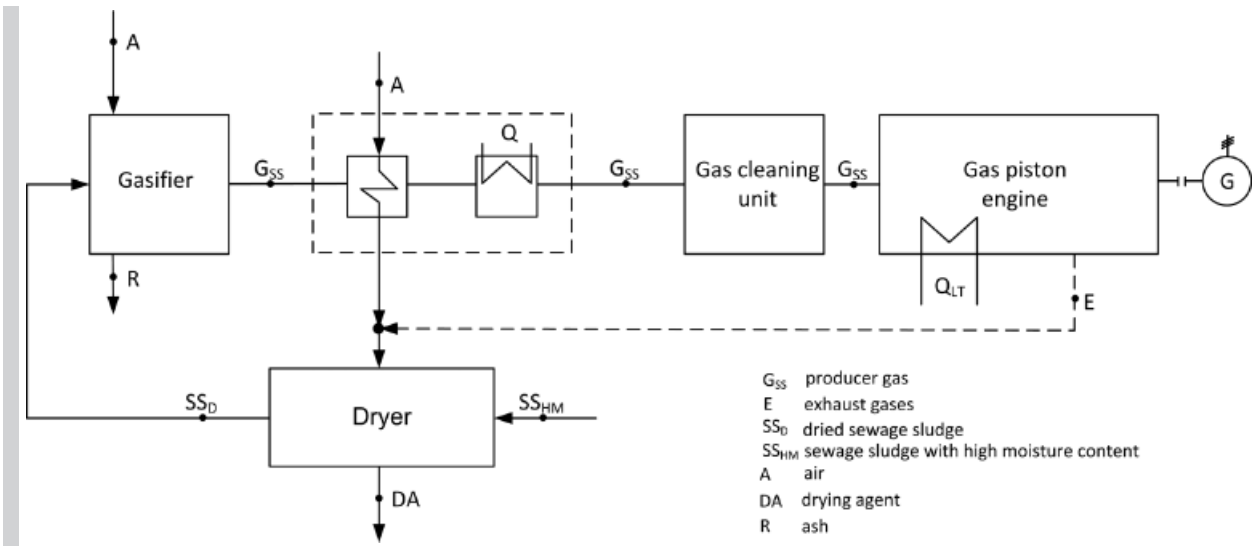 A
A
Gasifier
G_SS
Q
G_SS
Gas cleaning
unit
G_SS
Gas piston
engine
G
R
Q_LT
E
SS_D
Dryer
SS_HM
DA
G_SS producer gas
E exhaust gases
SS_D dried sewage sludge
SS_HM sewage sludge with high moisture content
A air
DA drying agent
R ash